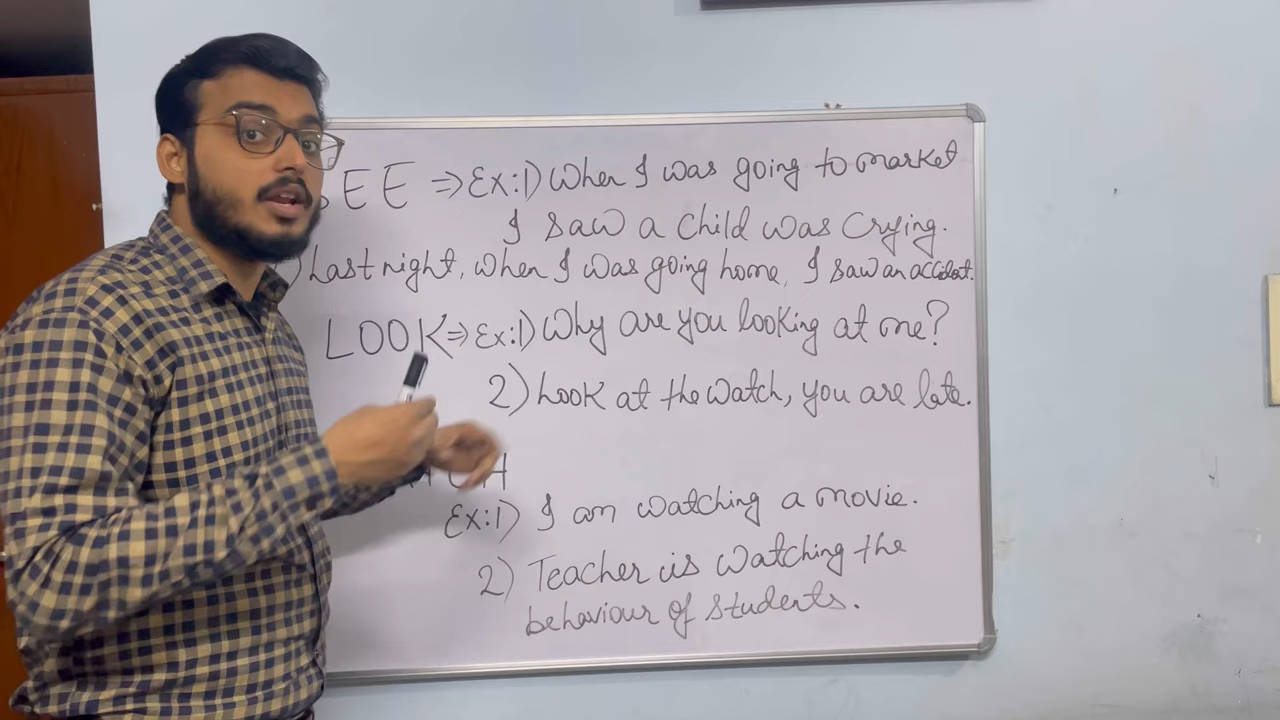 SEE ⇒ Ex:1) When I was going to market
I saw a child was crying.
) Last night, when I was going home, I saw an accident.
LOOK ⇒ Ex:1) Why are you looking at me?
2) Look at the watch, you are late.
Ex:1) I am watching a movie.
2) Teacher is watching the
behaviour of students.